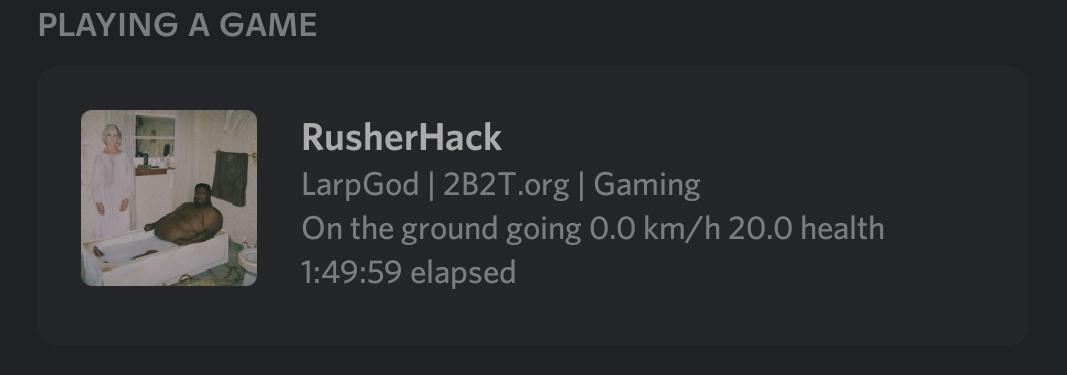 PLAYING A GAME
RusherHack
LarpGod | 2B2T.org | Gaming
On the ground going 0.0 km/h 20.0 health
1:49:59 elapsed